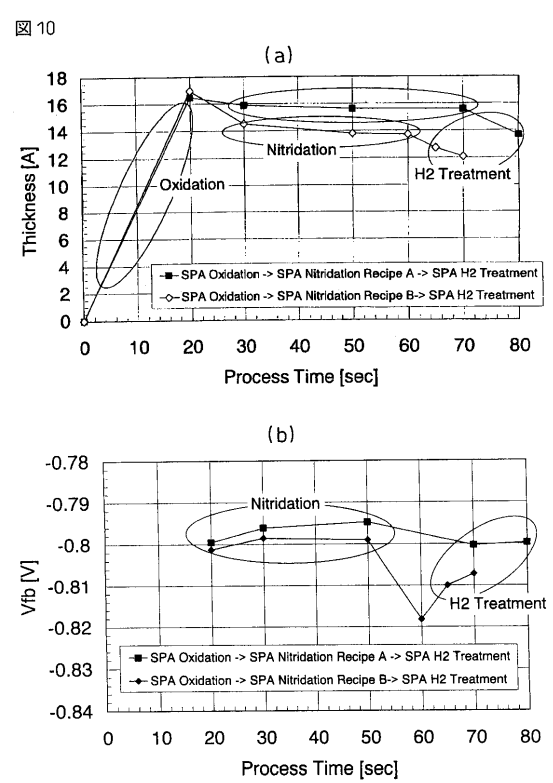 図10
(a)
18
16
14
12
10
8
6
4
2
0
Thickness [A]
Oxidation
Nitridation
H2 Treatment
SPA Oxidation -> SPA Nitridation Recipe A -> SPA H2 Treatment
SPA Oxidation -> SPA Nitridation Recipe B-> SPA H2 Treatment
0 10 20 30 40 50 60 70 80
Process Time [sec]
(b)
-0.78
-0.79
-0.8
-0.81
-0.82
-0.83
-0.84
Vfb [V]
Nitridation
H2 Treatment
SPA Oxidation -> SPA Nitridation Recipe A -> SPA H2 Treatment
SPA Oxidation -> SPA Nitridation Recipe B-> SPA H2 Treatment
0 10 20 30 40 50 60 70 80
Process Time [sec]